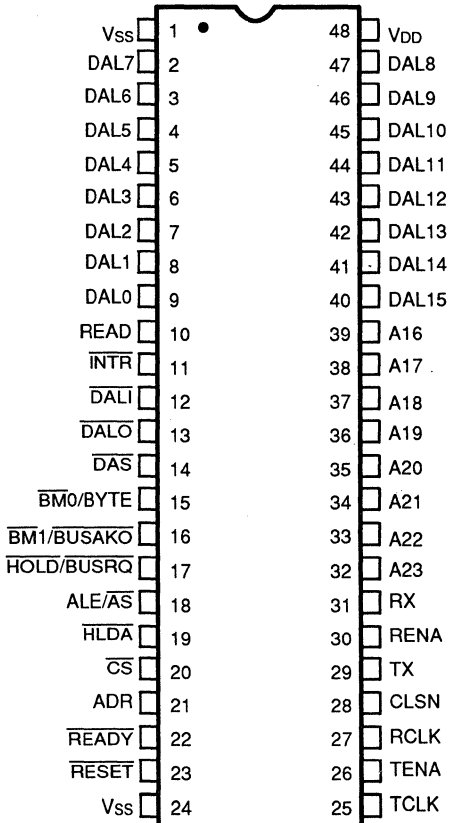 Vss 1 48 VDD
DAL7 2 47 DAL8
DAL6 3 46 DAL9
DAL5 4 45 DAL10
DAL4 5 44 DAL11
DAL3 6 43 DAL12
DAL2 7 42 DAL13
DAL1 8 41 DAL14
DAL0 9 40 DAL15
READ 10 39 A16
INTR 11 38 A17
DALI 12 37 A18
DALO 13 36 A19
DAS 14 35 A20
BM0/BYTE 15 34 A21
BM1/BUSAKO 16 33 A22
HOLD/BUSRQ 17 32 A23
ALE/AS 18 31 RX
HLDA 19 30 RENA
CS 20 29 TX
ADR 21 28 CLSN
READY 22 27 RCLK
RESET 23 26 TENA
Vss 24 25 TCLK